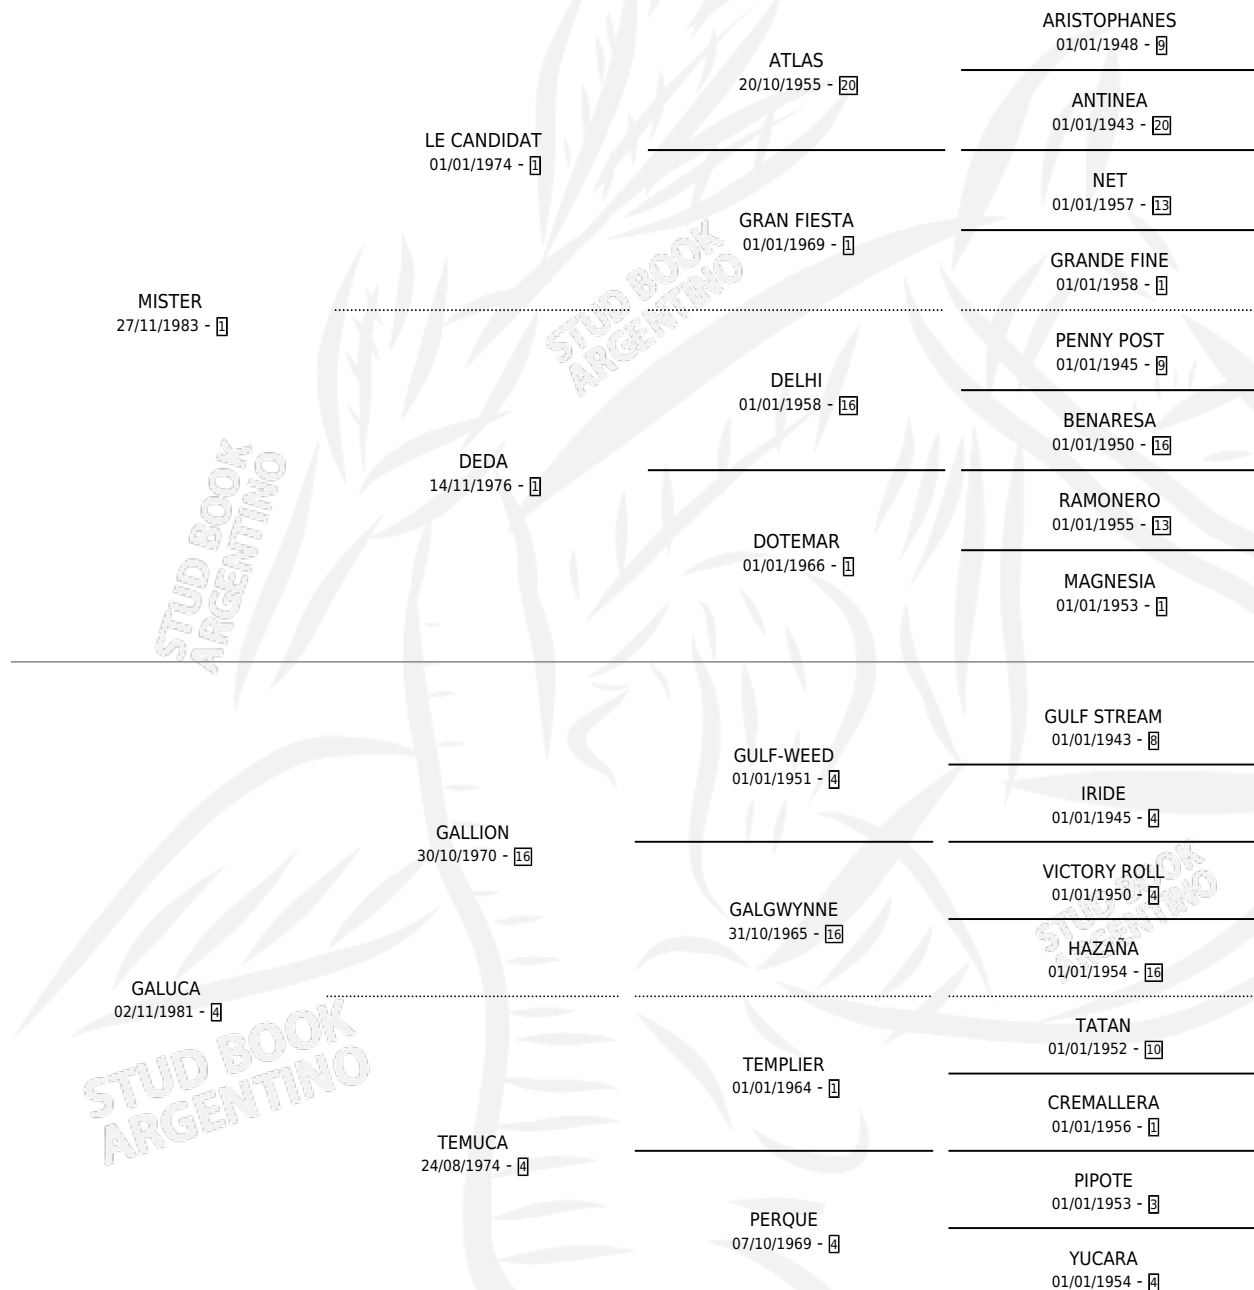 ARISTOPHANES
01/01/1948 - 9
ATLAS
20/10/1955 - 20
ANTINEA
01/01/1943 - 20
LE CANDIDAT
01/01/1974 - 1
NET
01/01/1957 - 13
GRAN FIESTA
01/01/1969 - 1
GRANDE FINE
01/01/1958 - 1
MISTER
27/11/1983 - 1
PENNY POST
01/01/1945 - 9
DELHI
01/01/1958 - 16
BENARESA
01/01/1950 - 16
DEDA
14/11/1976 - 1
RAMONERO
01/01/1955 - 13
DOTEMAR
01/01/1966 - 1
MAGNESIA
01/01/1953 - 1
GULF STREAM
01/01/1943 - 8
GULF-WEED
01/01/1951 - 4
IRIDE
01/01/1945 - 4
GALLION
30/10/1970 - 16
VICTORY ROLL
01/01/1950 - 4
GALGWYNNE
31/10/1965 - 16
HAZAÑA
01/01/1954 - 16
GALUCA
02/11/1981 - 4
TATAN
01/01/1952 - 10
TEMPLIER
01/01/1964 - 1
CREMALLERA
01/01/1956 - 1
TEMUCA
24/08/1974 - 4
PIPOTE
01/01/1953 - 3
PERQUE
07/10/1969 - 4
YUCARA
01/01/1954 - 4
STUD BOOK
ARGENTINO
STUD BOOK
ARGENTINO
STUD BOOK
ARGENTINO
STUD BOOK
ARGENTINO